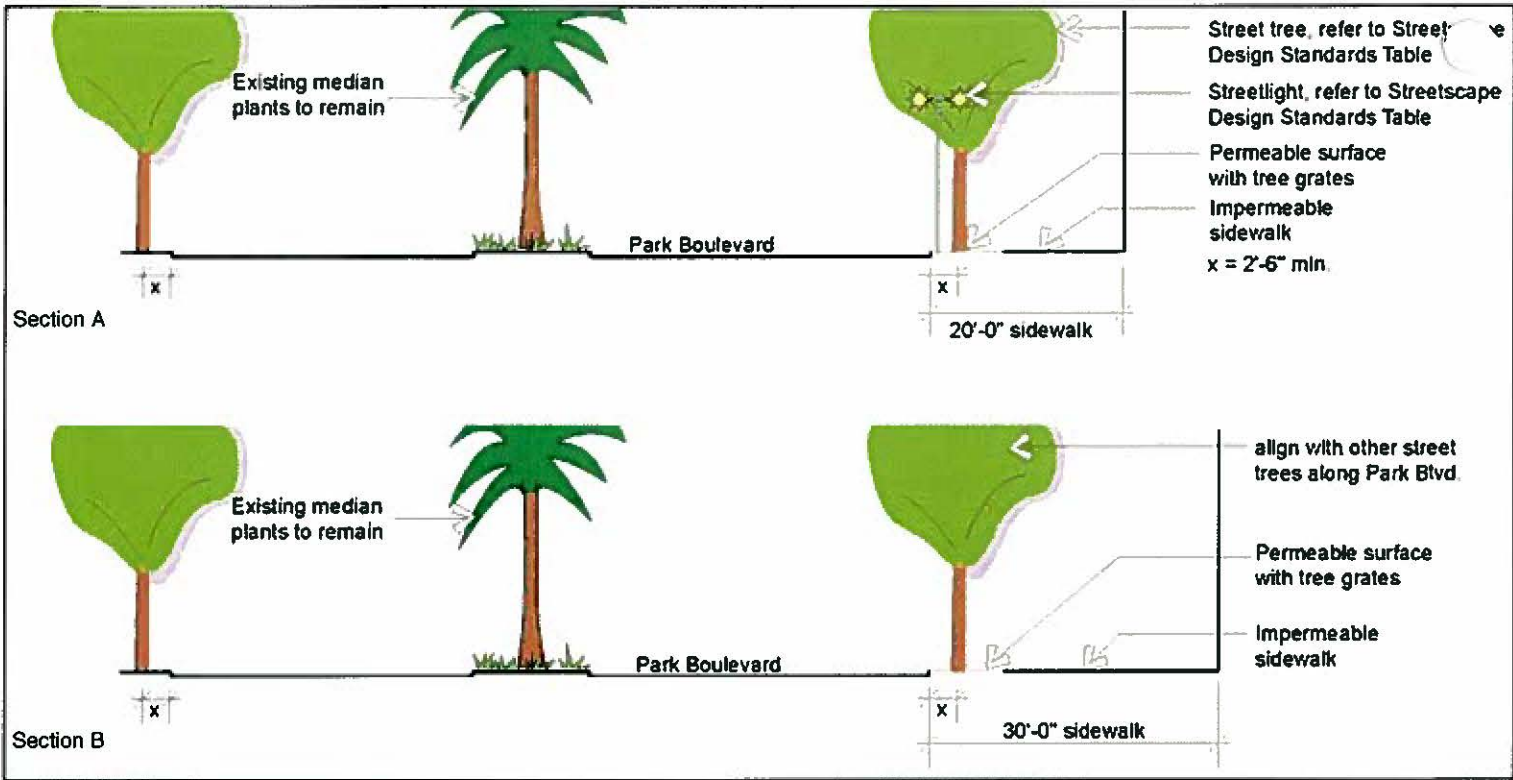 Street tree, refer to
Design Standards Table
Existing median
plants to remain
Streetlight, refer to Streetscape
Design Standards Table
Permeable surface
with tree grates
Impermeable
sidewalk
Park Boulevard
x = 2'-6" min.
x
x
Section A
20'-0" sidewalk
align with other street
trees along Park Blvd.
Existing median
plants to remain
Permeable surface
with tree grates
Impermeable
sidewalk
Park Boulevard
x
x
Section B
30'-0" sidewalk